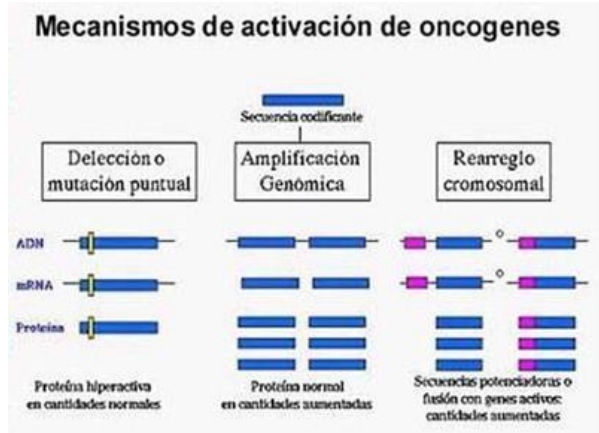 Mecanismos de activación de oncogenes
Secuencia codificante
Delección o
mutación puntual
Amplificación
Genómica
Rearreglo
cromosomal
ADN
o
mRNA
o
Proteína
Proteína hiperactiva
en cantidades normales
Proteína normal
en cantidades aumentadas
Secuencias potenciadoras o
fusión con genes activos:
cantidades aumentadas